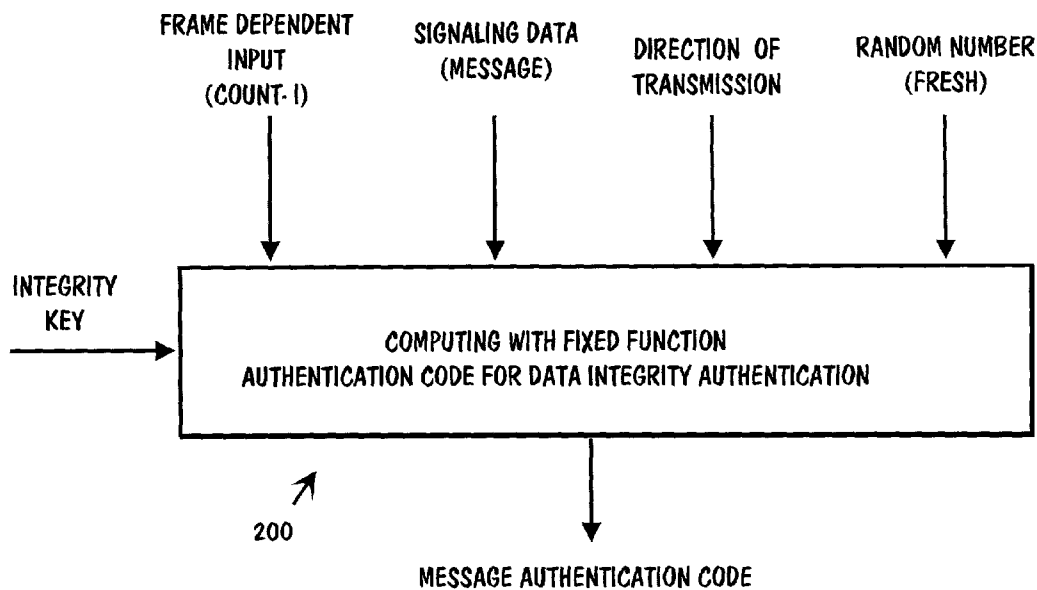 FRAME DEPENDENT
INPUT
(COUNT-I)
SIGNALING DATA
(MESSAGE)
DIRECTION OF
TRANSMISSION
RANDOM NUMBER
(FRESH)
INTEGRITY
KEY
COMPUTING WITH FIXED FUNCTION
AUTHENTICATION CODE FOR DATA INTEGRITY AUTHENTICATION
200
MESSAGE AUTHENTICATION CODE